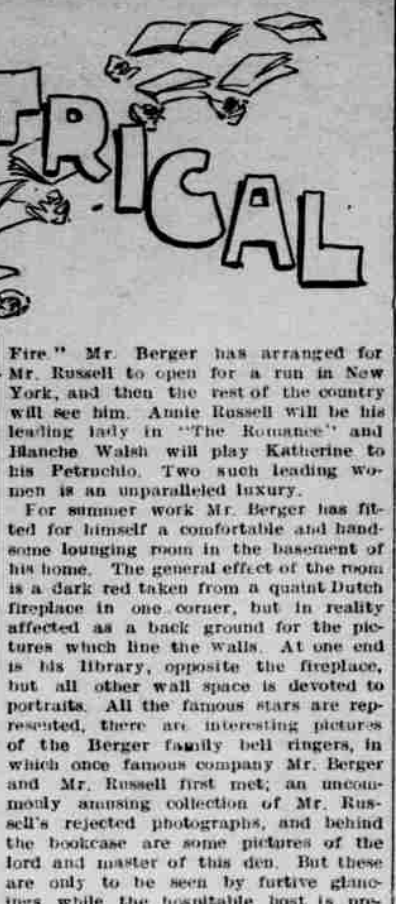 TRICAL
Fire." Mr. Berger has arranged for
Mr. Russell to open for a run in New
York, and then the rest of the country
will see him. Annie Russell will be his
leading lady in "The Romance" and
Blanche Walsh will play Katherine to
his Petruchio. Two such leading wo-
men is an unparalleled luxury.
For summer work Mr. Berger has fit-
ted for himself a comfortable and hand-
some lounging room in the basement of
his home. The general effect of the room
is a dark red taken from a quaint Dutch
fireplace in one corner, but in reality
affected as a back ground for the pic-
tures which line the walls. At one end
is his library, opposite the fireplace,
but all other wall space is devoted to
portraits. All the famous stars are rep-
resented, there are interesting pictures
of the Berger family bell ringers, in
which once famous company Mr. Berger
and Mr. Russell first met; an uncom-
monly amusing collection of Mr. Rus-
sell's rejected photographs, and behind
the bookcase are some pictures of the
lord and master of this den. But these
are only to be seen by furtive glanc-
ings while the hospitable host is